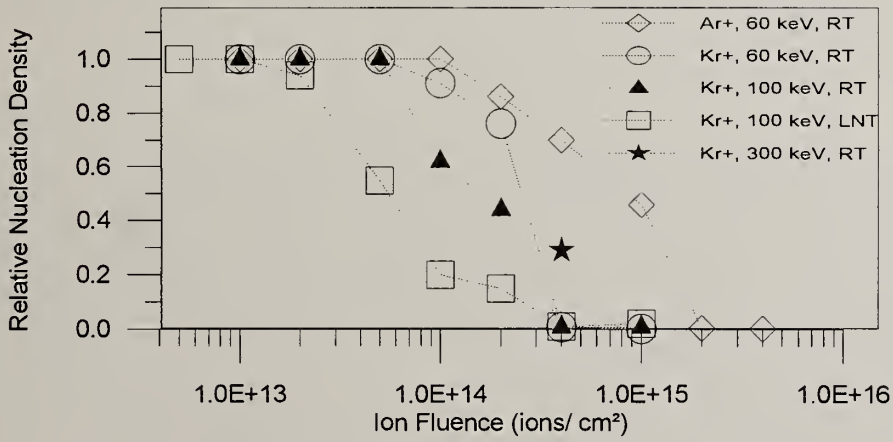 Relative Nucleation Density
1.0
0.8
0.6
0.4
0.2
0.0
Ar+, 60 keV, RT
Kr+, 60 keV, RT
Kr+, 100 keV, RT
Kr+, 100 keV, LNT
Kr+, 300 keV, RT
1.0E+13
1.0E+14
1.0E+15
1.0E+16
Ion Fluence (ions/ cm²)